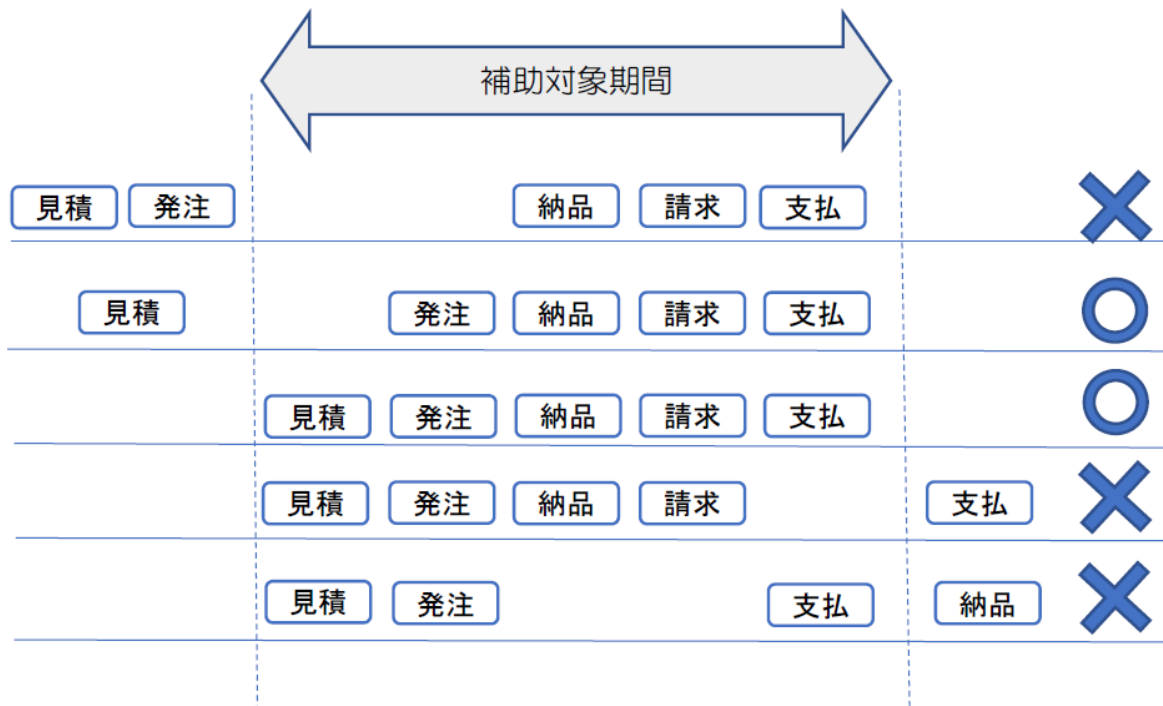 補助対象期間
見積 発注 納品 請求 支払
見積 発注 納品 請求 支払
見積 発注 納品 請求 支払
見積 発注 納品 請求 支払
見積 発注 支払 納品